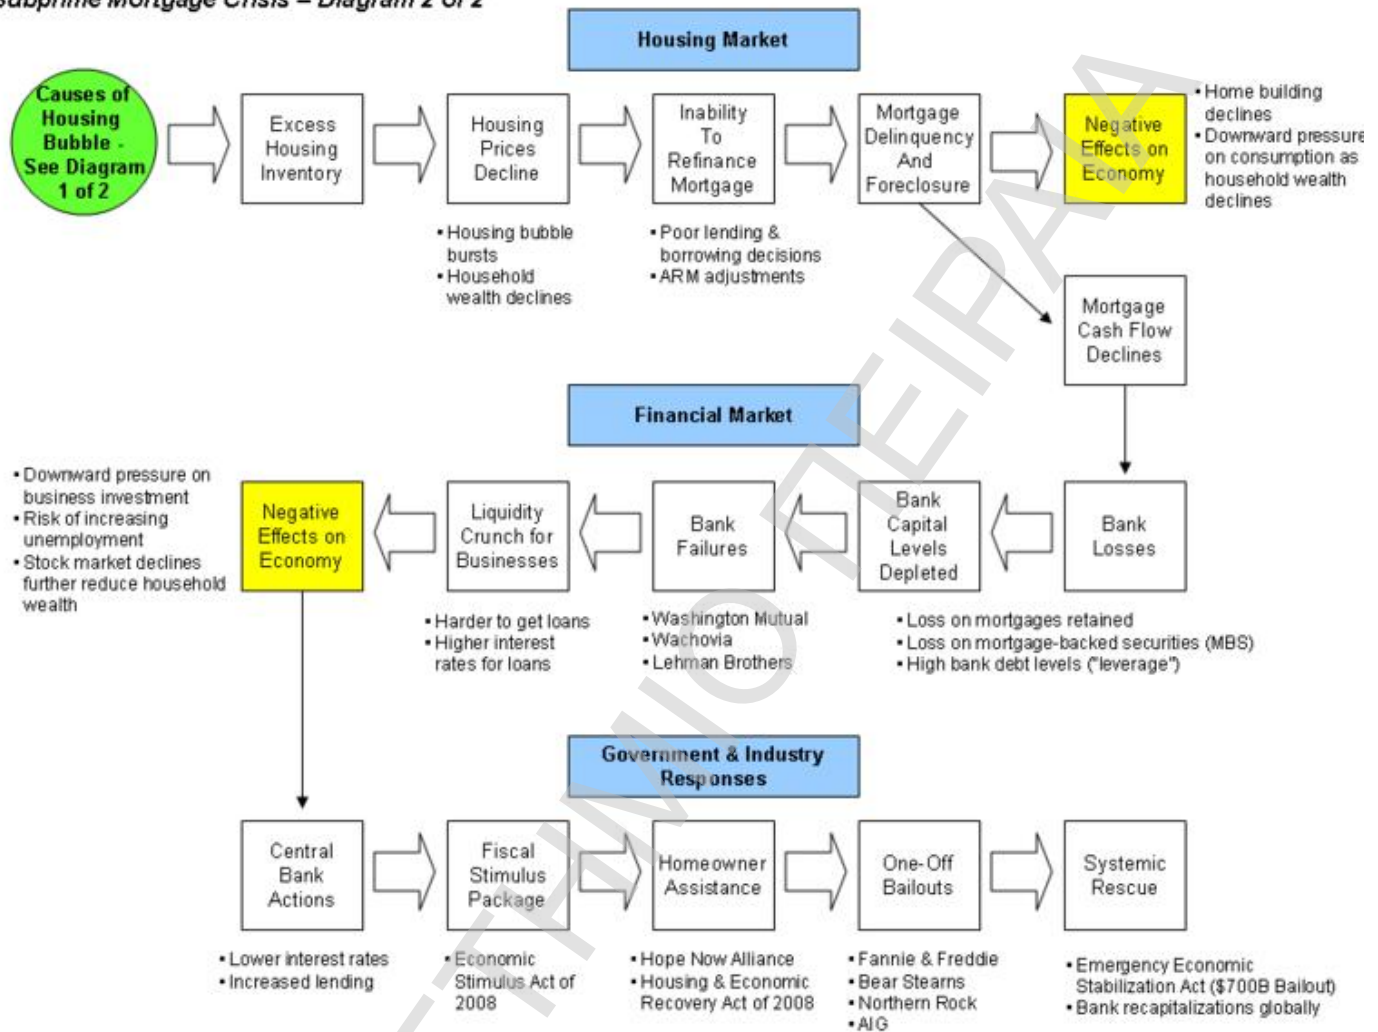 Subprime Mortgage Crisis – Diagram 2 of 2
Housing Market
Causes of
Housing
Bubble -
See Diagram
1 of 2
Excess
Housing
Inventory
Housing
Prices
Decline
Inability
To
Refinance
Mortgage
Mortgage
Delinquency
And
Foreclosure
Negative
Effects on
Economy
• Home building
declines
• Downward pressure
on consumption as
household wealth
declines
• Housing bubble
bursts
• Household
wealth declines
• Poor lending &
borrowing decisions
• ARM adjustments
Mortgage
Cash Flow
Declines
Financial Market
• Downward pressure on
business investment
• Risk of increasing
unemployment
• Stock market declines
further reduce household
wealth
Negative
Effects on
Economy
Liquidity
Crunch for
Businesses
Bank
Failures
Bank
Capital
Levels
Depleted
Bank
Losses
• Harder to get loans
• Higher interest
rates for loans
• Washington Mutual
• Wachovia
• Lehman Brothers
• Loss on mortgages retained
• Loss on mortgage-backed securities (MBS)
• High bank debt levels ("leverage")
Government & Industry
Responses
Central
Bank
Actions
Fiscal
Stimulus
Package
Homeowner
Assistance
One-Off
Bailouts
Systemic
Rescue
• Lower interest rates
• Increased lending
• Economic
Stimulus Act of
2008
• Hope Now Alliance
• Housing & Economic
Recovery Act of 2008
• Fannie & Freddie
• Bear Stearns
• Northern Rock
• AIG
• Emergency Economic
Stabilization Act ($700B Bailout)
• Bank recapitalizations globally
ΣΤΗΜΙΟ ΠΕΙΡΑΙΑ